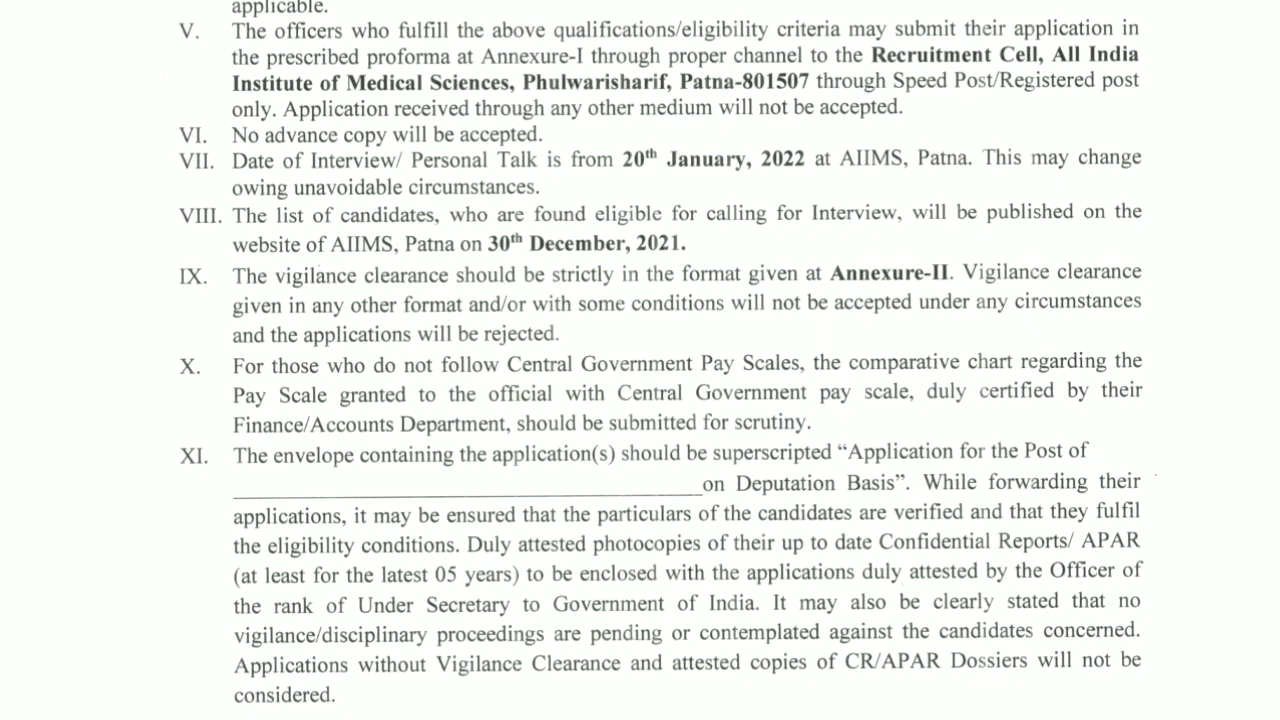 applicable.
V. The officers who fulfill the above qualifications/eligibility criteria may submit their application in
the prescribed proforma at Annexure-I through proper channel to the Recruitment Cell, All India
Institute of Medical Sciences, Phulwarisharif, Patna-801507 through Speed Post/Registered post
only. Application received through any other medium will not be accepted.
VI. No advance copy will be accepted.
VII. Date of Interview/ Personal Talk is from 20th January, 2022 at AIIMS, Patna. This may change
owing unavoidable circumstances.
VIII. The list of candidates, who are found eligible for calling for Interview, will be published on the
website of AIIMS, Patna on 30th December, 2021.
IX. The vigilance clearance should be strictly in the format given at Annexure-II. Vigilance clearance
given in any other format and/or with some conditions will not be accepted under any circumstances
and the applications will be rejected.
X. For those who do not follow Central Government Pay Scales, the comparative chart regarding the
Pay Scale granted to the official with Central Government pay scale, duly certified by their
Finance/Accounts Department, should be submitted for scrutiny.
XI. The envelope containing the application(s) should be superscripted “Application for the Post of
__________________________________________on Deputation Basis”. While forwarding their
applications, it may be ensured that the particulars of the candidates are verified and that they fulfil
the eligibility conditions. Duly attested photocopies of their up to date Confidential Reports/ APAR
(at least for the latest 05 years) to be enclosed with the applications duly attested by the Officer of
the rank of Under Secretary to Government of India. It may also be clearly stated that no
vigilance/disciplinary proceedings are pending or contemplated against the candidates concerned.
Applications without Vigilance Clearance and attested copies of CR/APAR Dossiers will not be
considered.